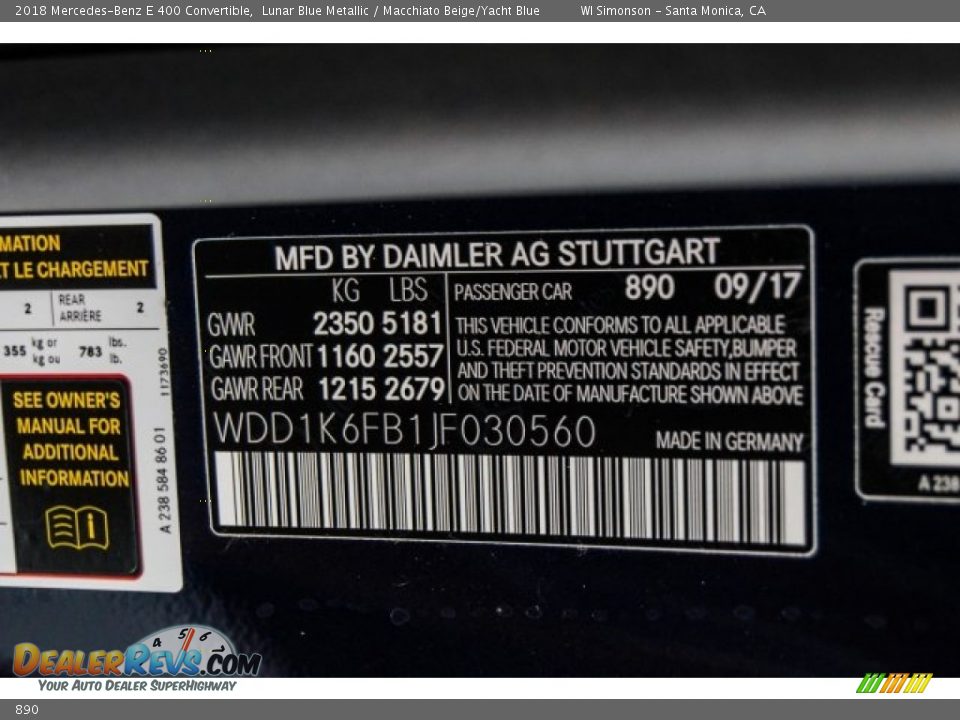 2018 Mercedes-Benz E 400 Convertible, Lunar Blue Metallic / Macchiato Beige/Yacht Blue WI Simonson - Santa Monica, CA
MATION
ET LE CHARGEMENT
2 REAR ARRIÈRE 2
355 kg or kg ou 783 lbs. lb.
SEE OWNER'S
MANUAL FOR
ADDITIONAL
INFORMATION
1173690
A 238 584 86 01
MFD BY DAIMLER AG STUTTGART
KG LBS
GVWR 2350 5181
GAWR FRONT 1160 2557
GAWR REAR 1215 2679
PASSENGER CAR 890 09/17
THIS VEHICLE CONFORMS TO ALL APPLICABLE
U.S. FEDERAL MOTOR VEHICLE SAFETY,BUMPER
AND THEFT PREVENTION STANDARDS IN EFFECT
ON THE DATE OF MANUFACTURE SHOWN ABOVE
WDD1K6FB1JF030560
MADE IN GERMANY
Rescue Card
A 238
4 5 6
DEALERREVS.COM
YOUR AUTO DEALER SUPERHIGHWAY
890